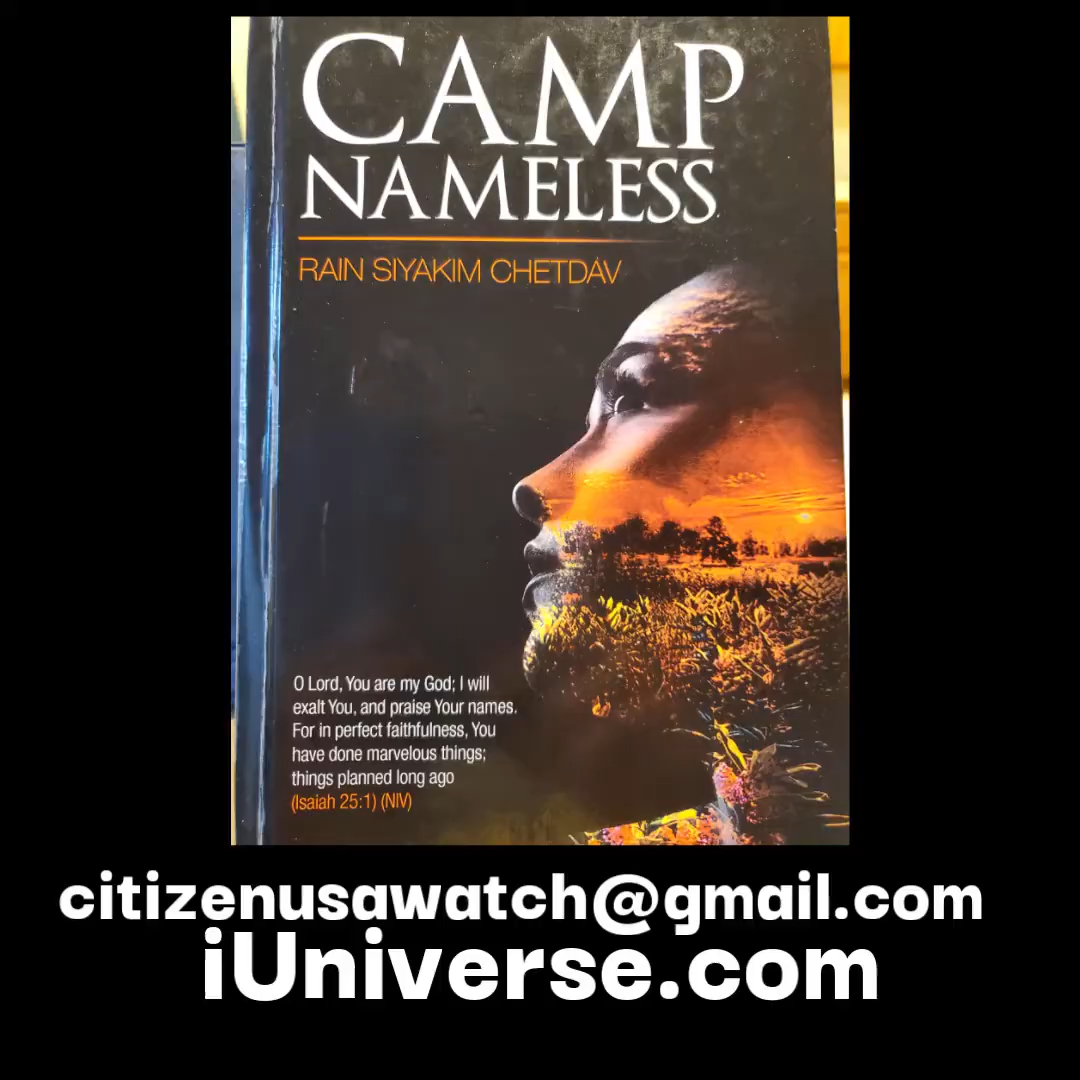 CAMP
NAMELESS
RAIN SIYAKIM CHETDAV
O Lord, You are my God; I will
exalt You, and praise Your names.
For in perfect faithfulness, You
have done marvelous things;
things planned long ago
(Isaiah 25:1) (NIV)
citizenusawatch@gmail.com
iUniverse.com